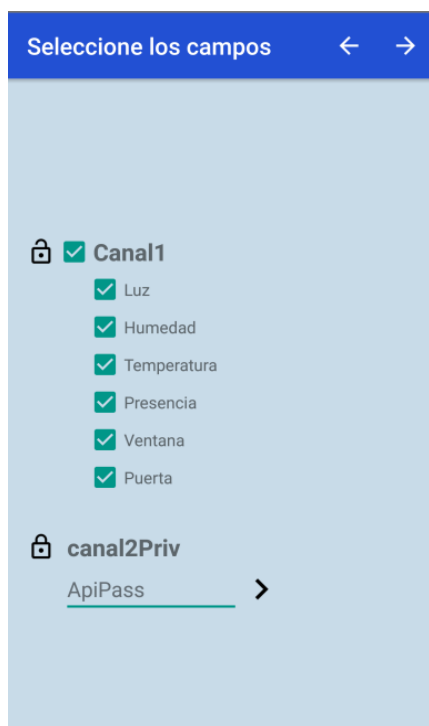 Seleccione los campos
Canal1
Luz
Humedad
Temperatura
Presencia
Ventana
Puerta
canal2Priv
ApiPass